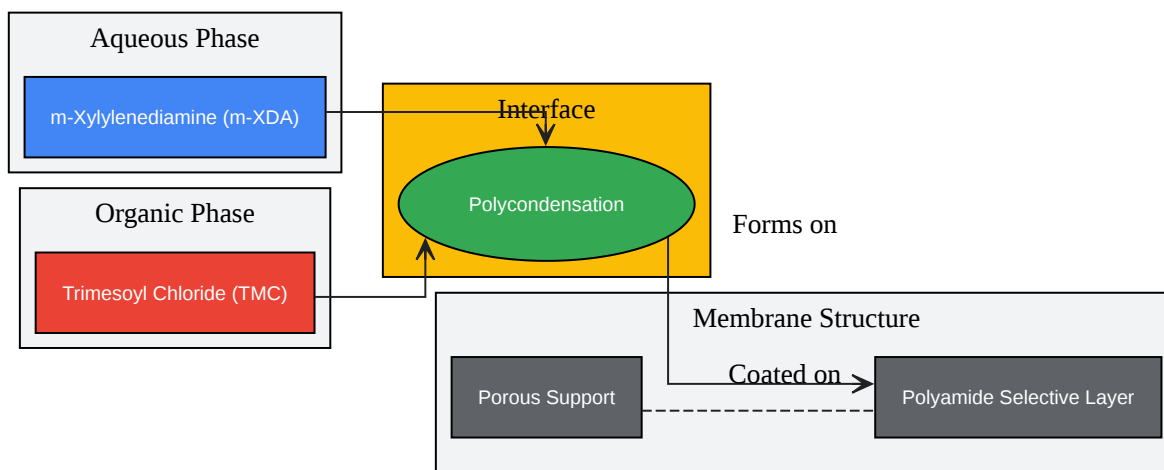 Aqueous Phase
m-Xylylenediamine (m-XDA)
Interface
Polycondensation
Organic Phase
Trimesoyl Chloride (TMC)
Forms on
Membrane Structure
Porous Support
Coated on
Polyamide Selective Layer